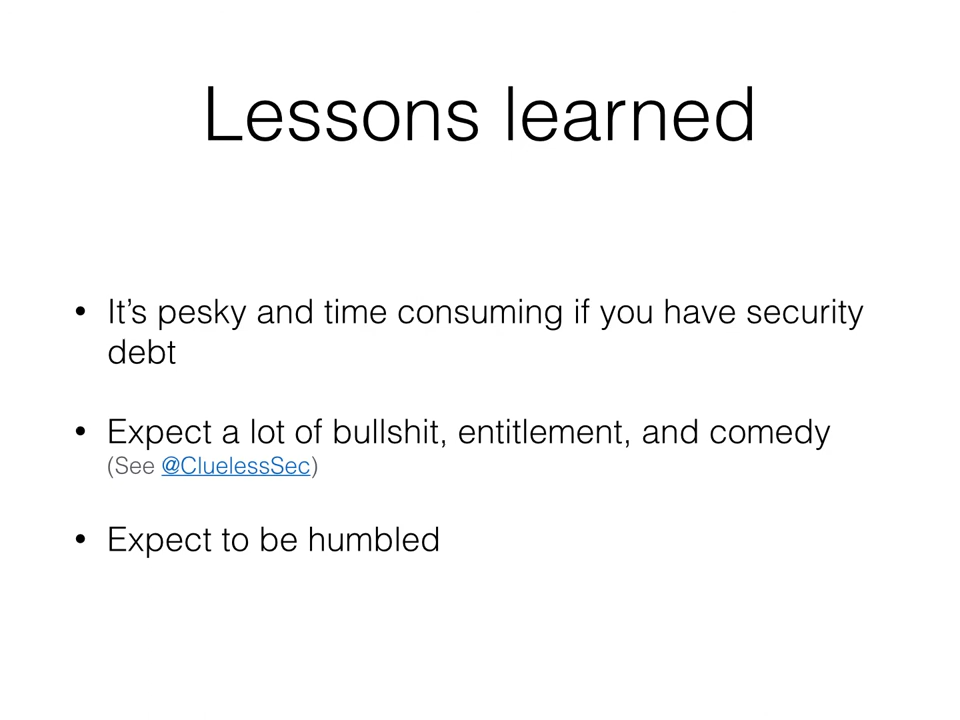 Lessons learned
• It’s pesky and time consuming if you have security
debt
• Expect a lot of bullshit, entitlement, and comedy
(See @CluelessSec)
• Expect to be humbled